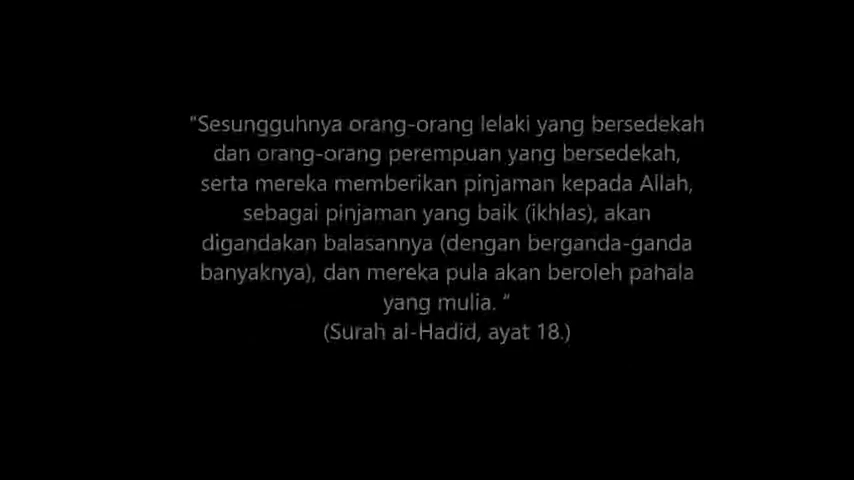 "Sesungguhnya orang-orang lelaki yang bersedekah
dan orang-orang perempuan yang bersedekah,
serta mereka memberikan pinjaman kepada Allah,
sebagai pinjaman yang baik (ikhlas), akan
digandakan balasannya (dengan berganda-ganda
banyaknya), dan mereka pula akan beroleh pahala
yang mulia. "
(Surah al-Hadid, ayat 18.)